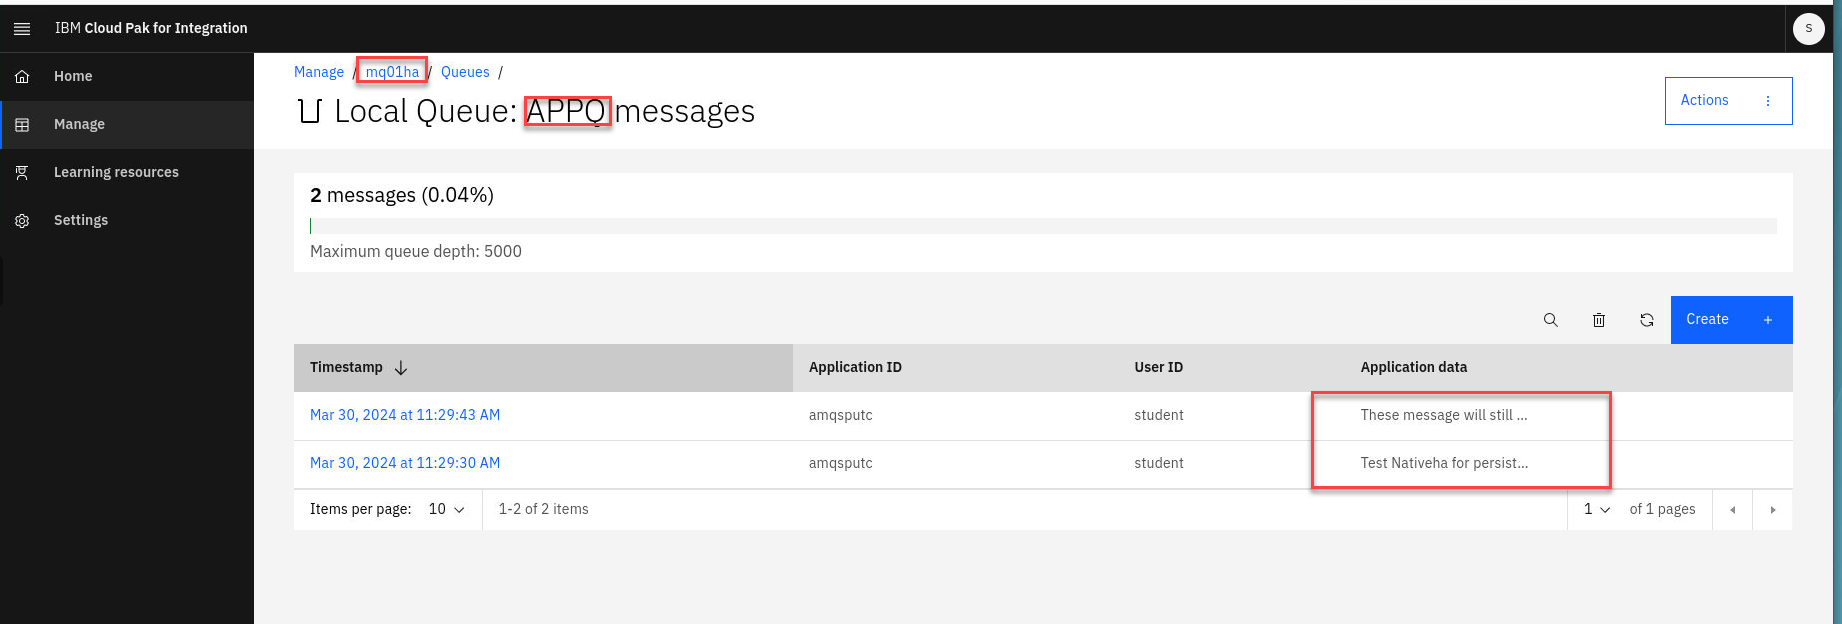 IBM Cloud Pak for Integration
S
Home
Manage
Learning resources
Settings
Manage / mq01ha / Queues /
Local Queue: APPQ messages
Actions
2 messages (0.04%)
Maximum queue depth: 5000
Create +
Timestamp Application ID User ID Application data
Mar 30, 2024 at 11:29:43 AM amqsputc student These message will still ...
Mar 30, 2024 at 11:29:30 AM amqsputc student Test Nativeha for persist...
Items per page: 10 1-2 of 2 items 1 of 1 pages